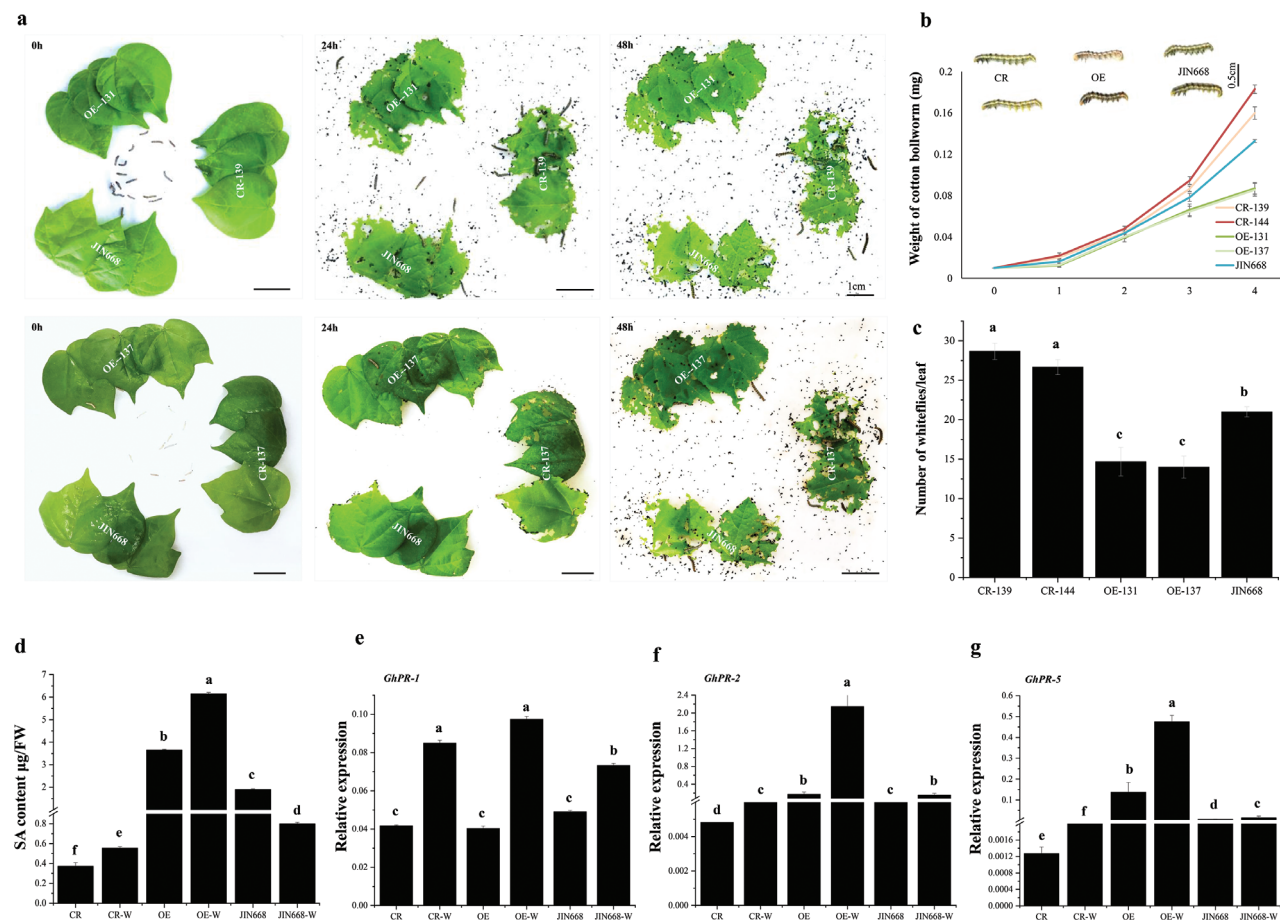 a
0h
OE-131
CR-139
JIN668
24h
OE-131
CR-139
JIN668
48h
OE-131
CR-139
JIN668
1cm
0h
OE-137
CR-137
JIN668
24h
OE-137
CR-137
JIN668
48h
OE-137
CR-137
JIN668
b
Weight of cotton bollworm (mg)
0.2
0.16
0.12
0.08
0.04
0
0 1 2 3 4
CR OE JIN668
0.5cm
CR-139
CR-144
OE-131
OE-137
JIN668
c
Number of whiteflies/leaf
30
25
20
15
10
5
0
a a c c b
CR-139 CR-144 OE-131 OE-137 JIN668
d
SA content µg/FW
7
6
5
4
3
2
0.8
0.6
0.4
0.2
0.0
f e b a c d
CR CR-W OE OE-W JIN668 JIN668-W
e
GhPR-1
Relative expression
0.10
0.08
0.06
0.04
0.02
0.00
c a c a c b
CR CR-W OE OE-W JIN668 JIN668-W
f
GhPR-2
Relative expression
2.4
2.0
1.6
1.2
0.8
0.4
0.004
0.002
0.000
d c b a c b
CR CR-W OE OE-W JIN668 JIN668-W
g
GhPR-5
Relative expression
0.6
0.5
0.4
0.3
0.2
0.1
0.0016
0.0012
0.0008
0.0004
0.0000
e f b a d c
CR CR-W OE OE-W JIN668 JIN668-W